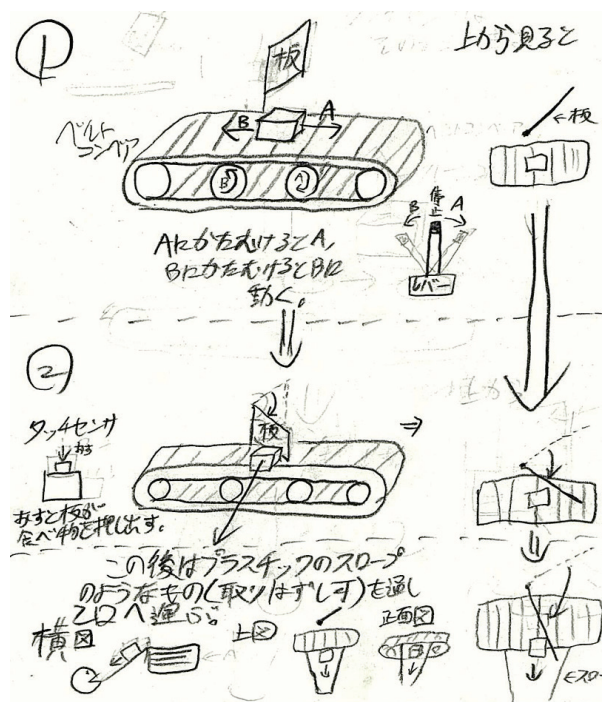 ①
上から見ると
板
←板
B A
ベルト
コンベア
B
A
停止
B A
レバー
AにかたむけるとA,
Bにかたむけると Bに
動く。
②
タッチセンサ
板
おすと板が
食べ物を押し出す。
この後はプラスチックのスロープ
のようなもの(取りはずし可)を通し
て口へ運ぶ。
横図
上図
正面図